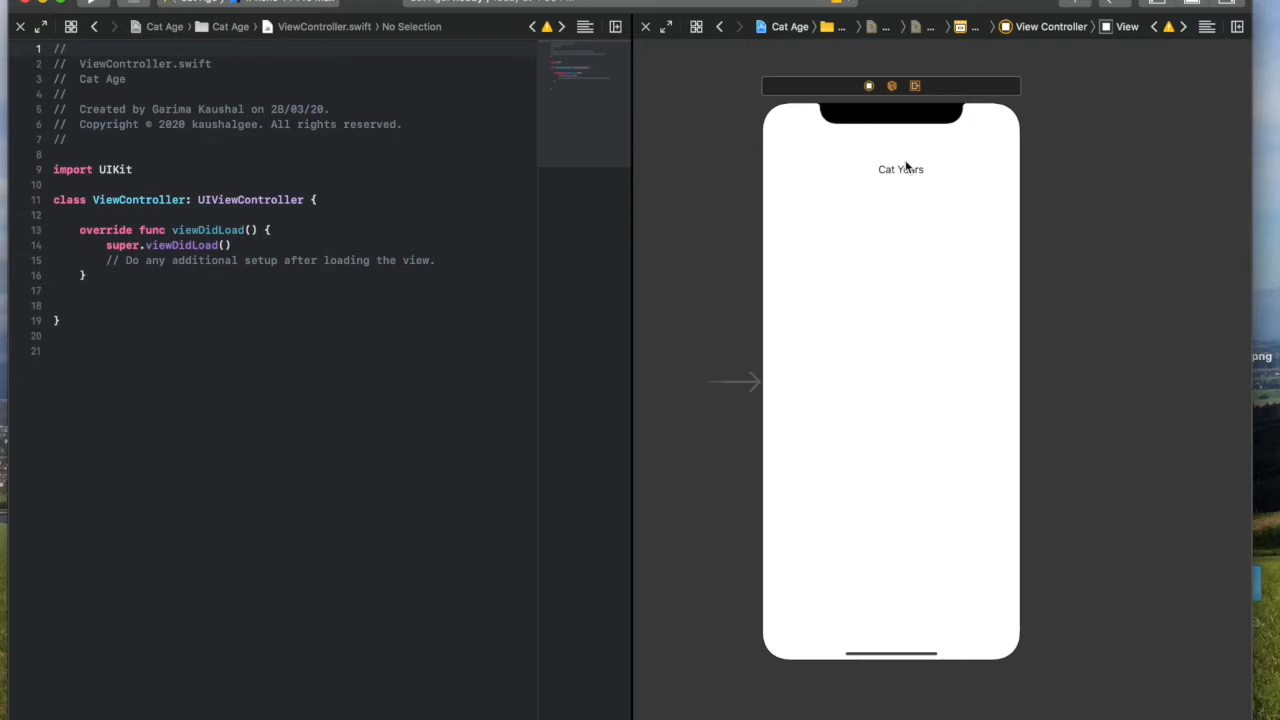 Cat Age 〉 Cat Age 〉 ViewController.swift 〉 No Selection
Cat Age 〉 ... 〉 ... 〉 ... 〉 ... 〉 View Controller 〉 View
1 //
2 // ViewController.swift
3 // Cat Age
4 //
5 // Created by Garima Kaushal on 28/03/20.
6 // Copyright © 2020 kaushalgee. All rights reserved.
7 //
8
9 import UIKit
10
11 class ViewController: UIViewController {
12
13 override func viewDidLoad() {
14 super.viewDidLoad()
15 // Do any additional setup after loading the view.
16 }
17
18
19 }
20
21
Cat Years
png